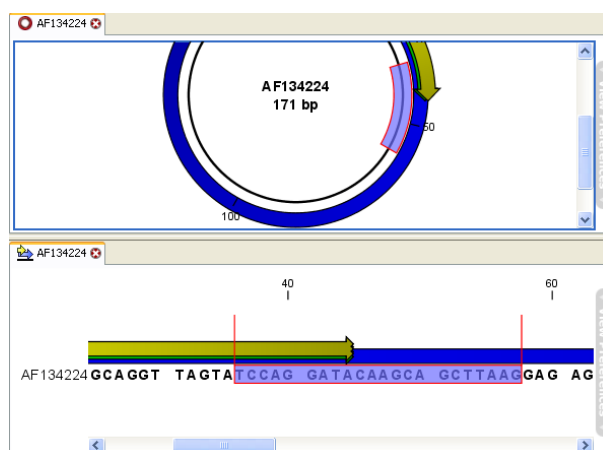 AF134224
AF134224
171 bp
50
100
AF134224
40 60
AF134224 GCAGGT TAGTATCCAG GATACAAGCA GCTTAAGGAG AG